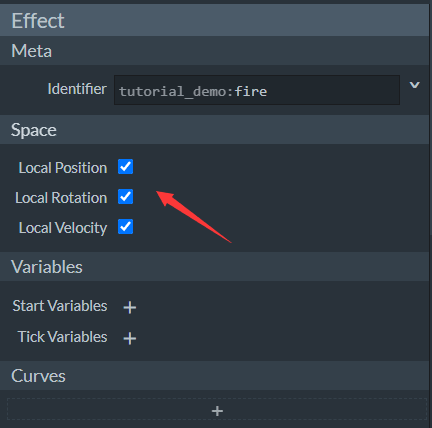 Effect
Meta
Identifier tutorial_demo:fire
Space
Local Position
Local Rotation
Local Velocity
Variables
Start Variables +
Tick Variables +
Curves
+